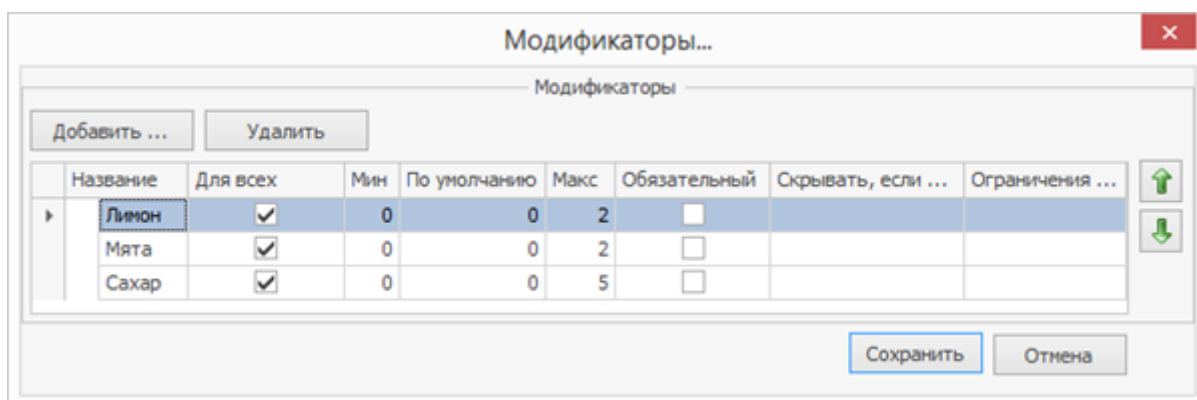 Модификаторы...
Модификаторы
Добавить ... Удалить
Название Для всех Мин По умолчанию Макс Обязательный Скрывать, если ... Ограничения ...
Лимон 0 0 2
Мята 0 0 2
Сахар 0 0 5
Сохранить Отмена